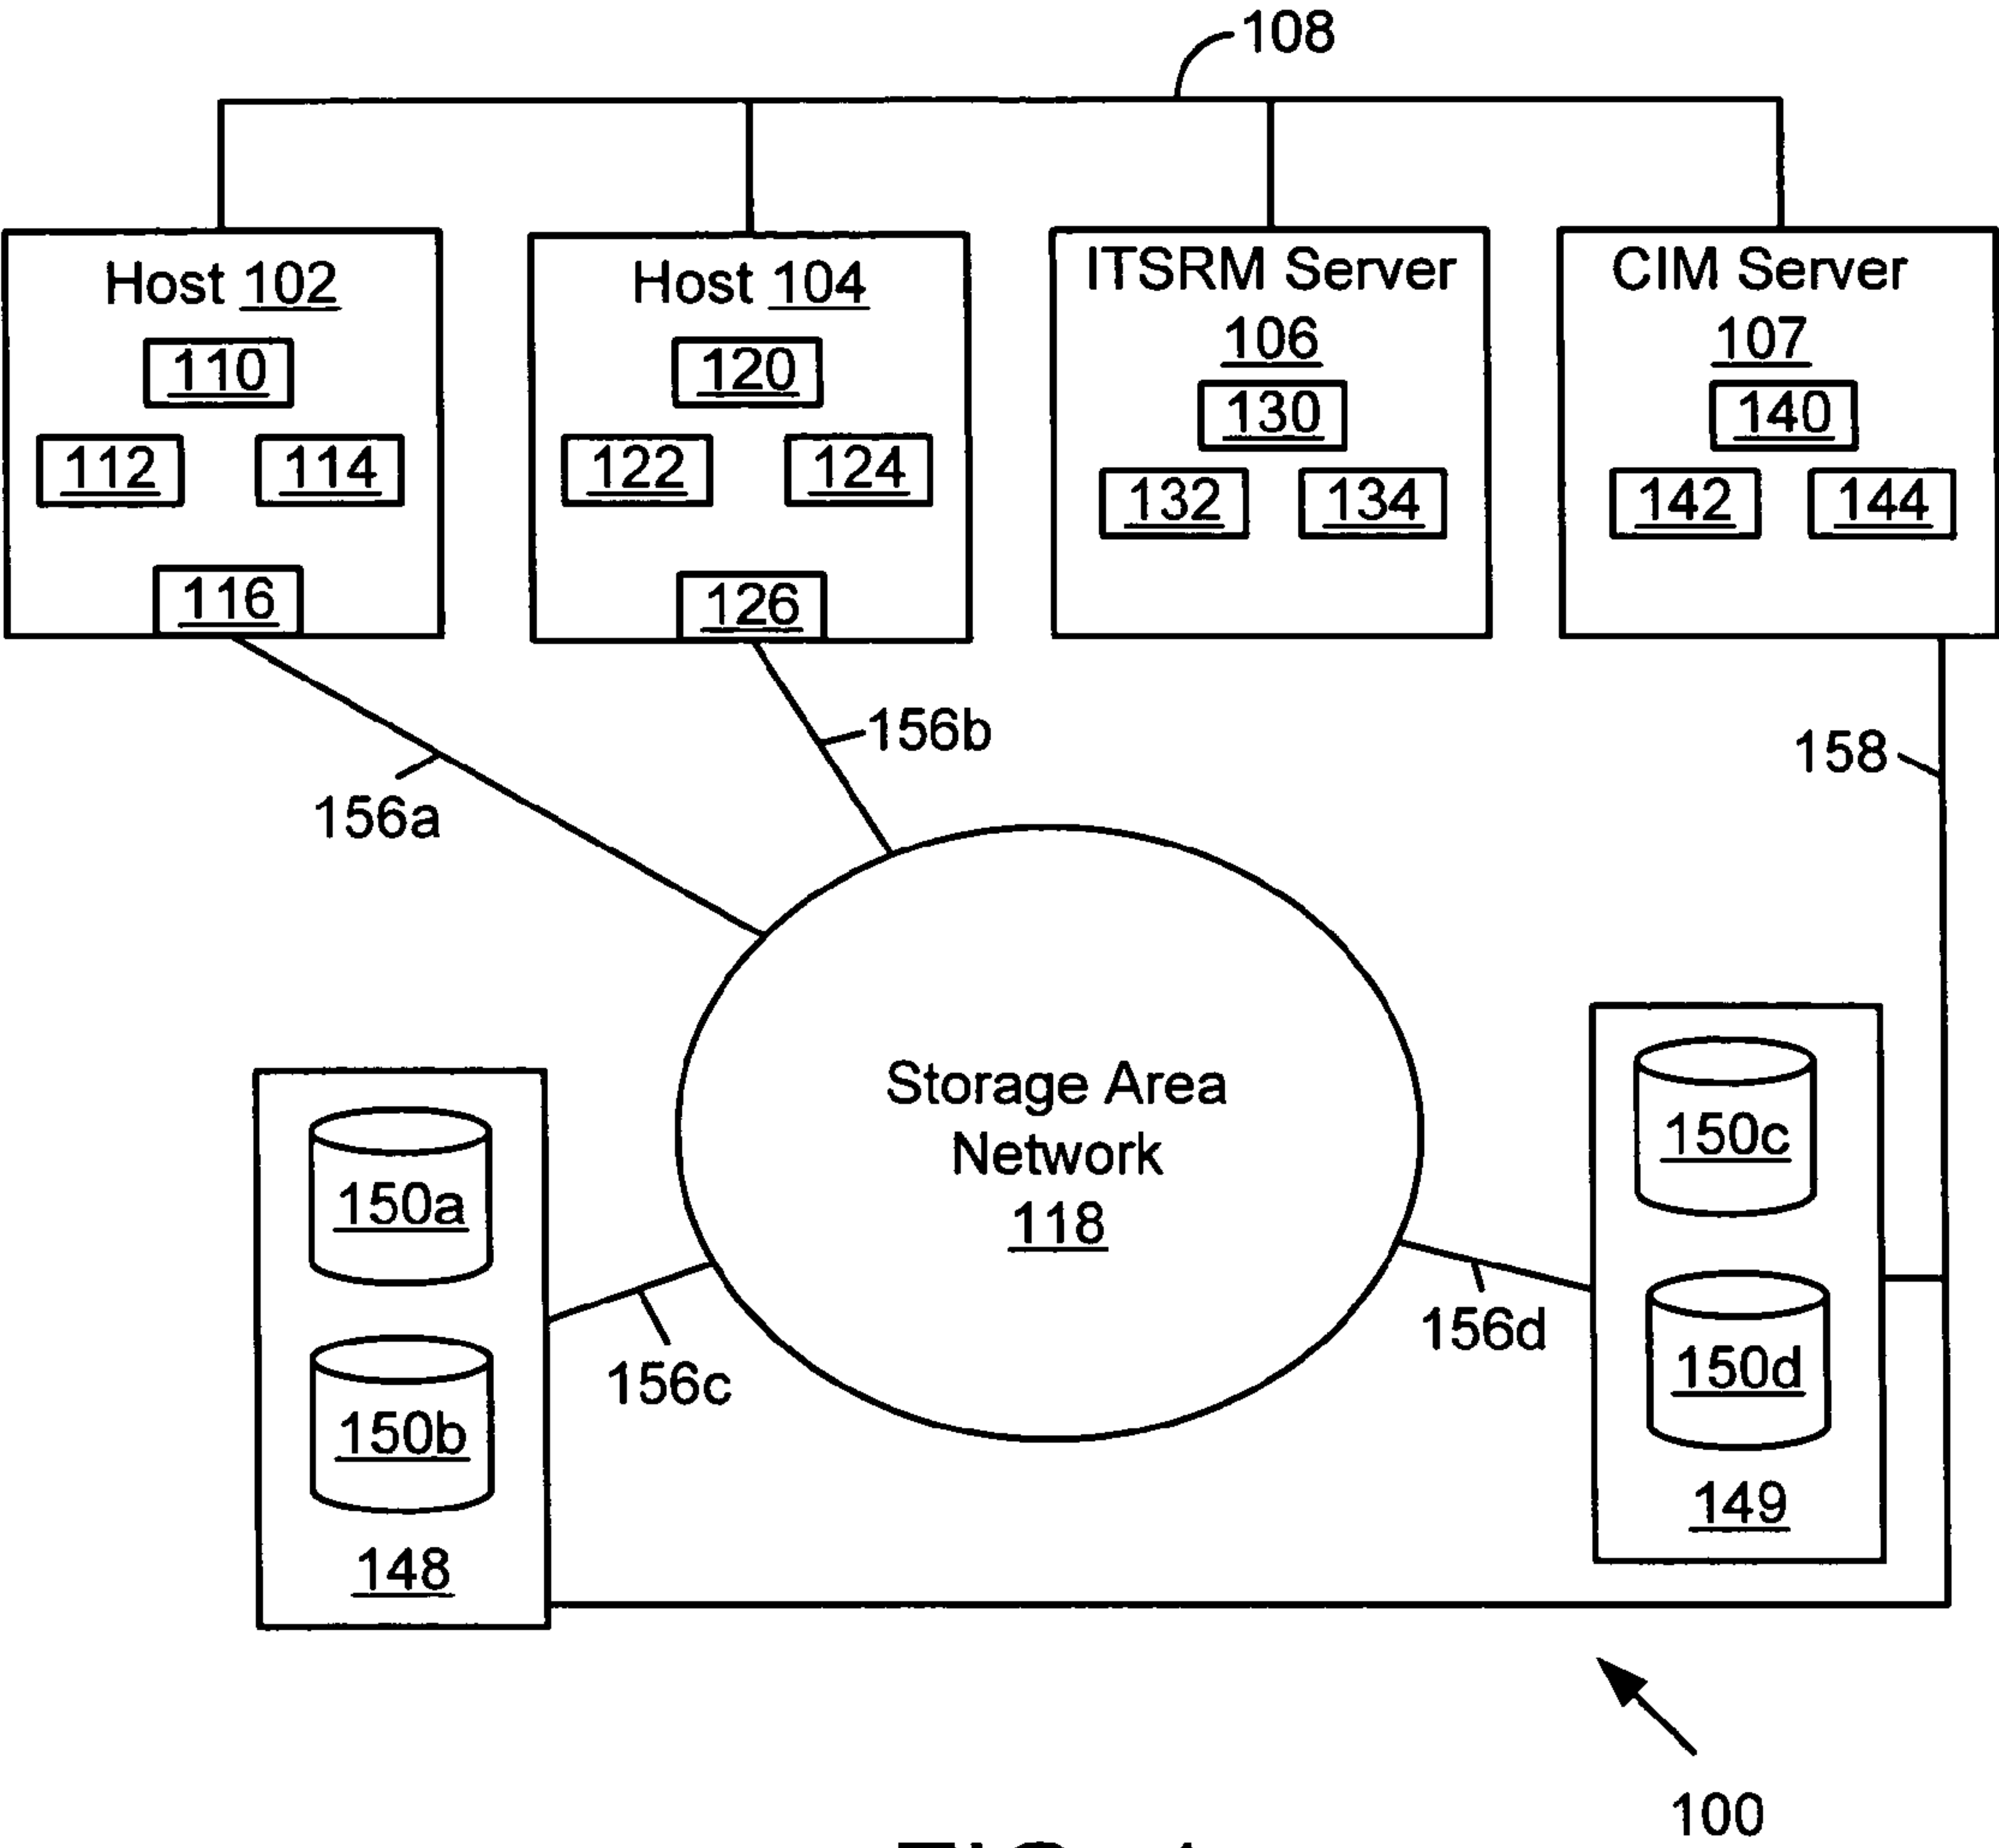 108
Host 102
110
112 114
116
Host 104
120
122 124
126
ITSRM Server
106
130
132 134
CIM Server
107
140
142 144
156a
156b
158
Storage Area
Network
118
150a
150b
148
156c
156d
150c
150d
149
100